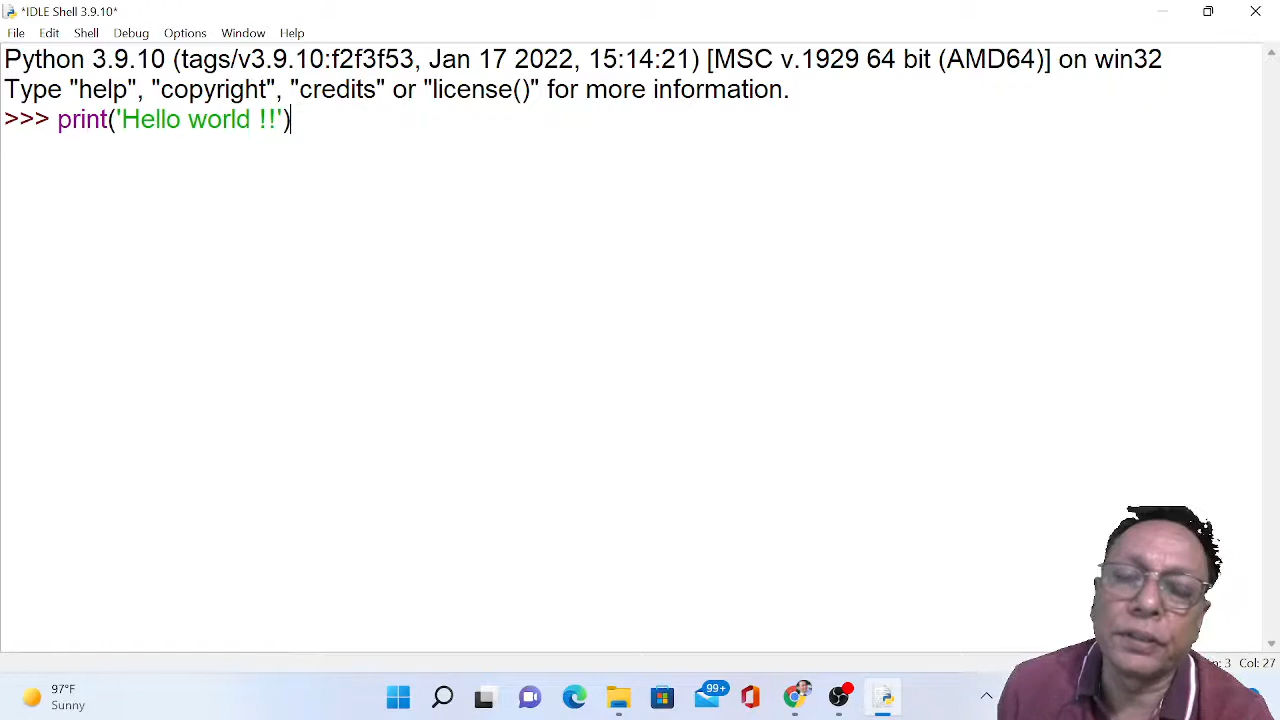 *IDLE Shell 3.9.10*
File Edit Shell Debug Options Window Help
Python 3.9.10 (tags/v3.9.10:f2f3f53, Jan 17 2022, 15:14:21) [MSC v.1929 64 bit (AMD64)] on win32
Type "help", "copyright", "credits" or "license()" for more information.
>>> print('Hello world !!')
: 3 Col: 27
97°F
Sunny
99+